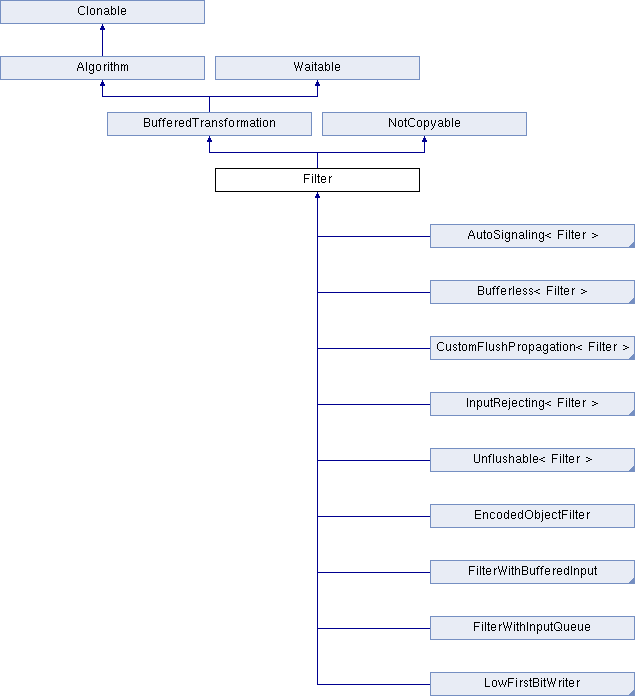 Clonable
Algorithm
Waitable
BufferedTransformation
NotCopyable
Filter
AutoSignaling< Filter >
Bufferless< Filter >
CustomFlushPropagation< Filter >
InputRejecting< Filter >
Unflushable< Filter >
EncodedObjectFilter
FilterWithBufferedInput
FilterWithInputQueue
LowFirstBitWriter